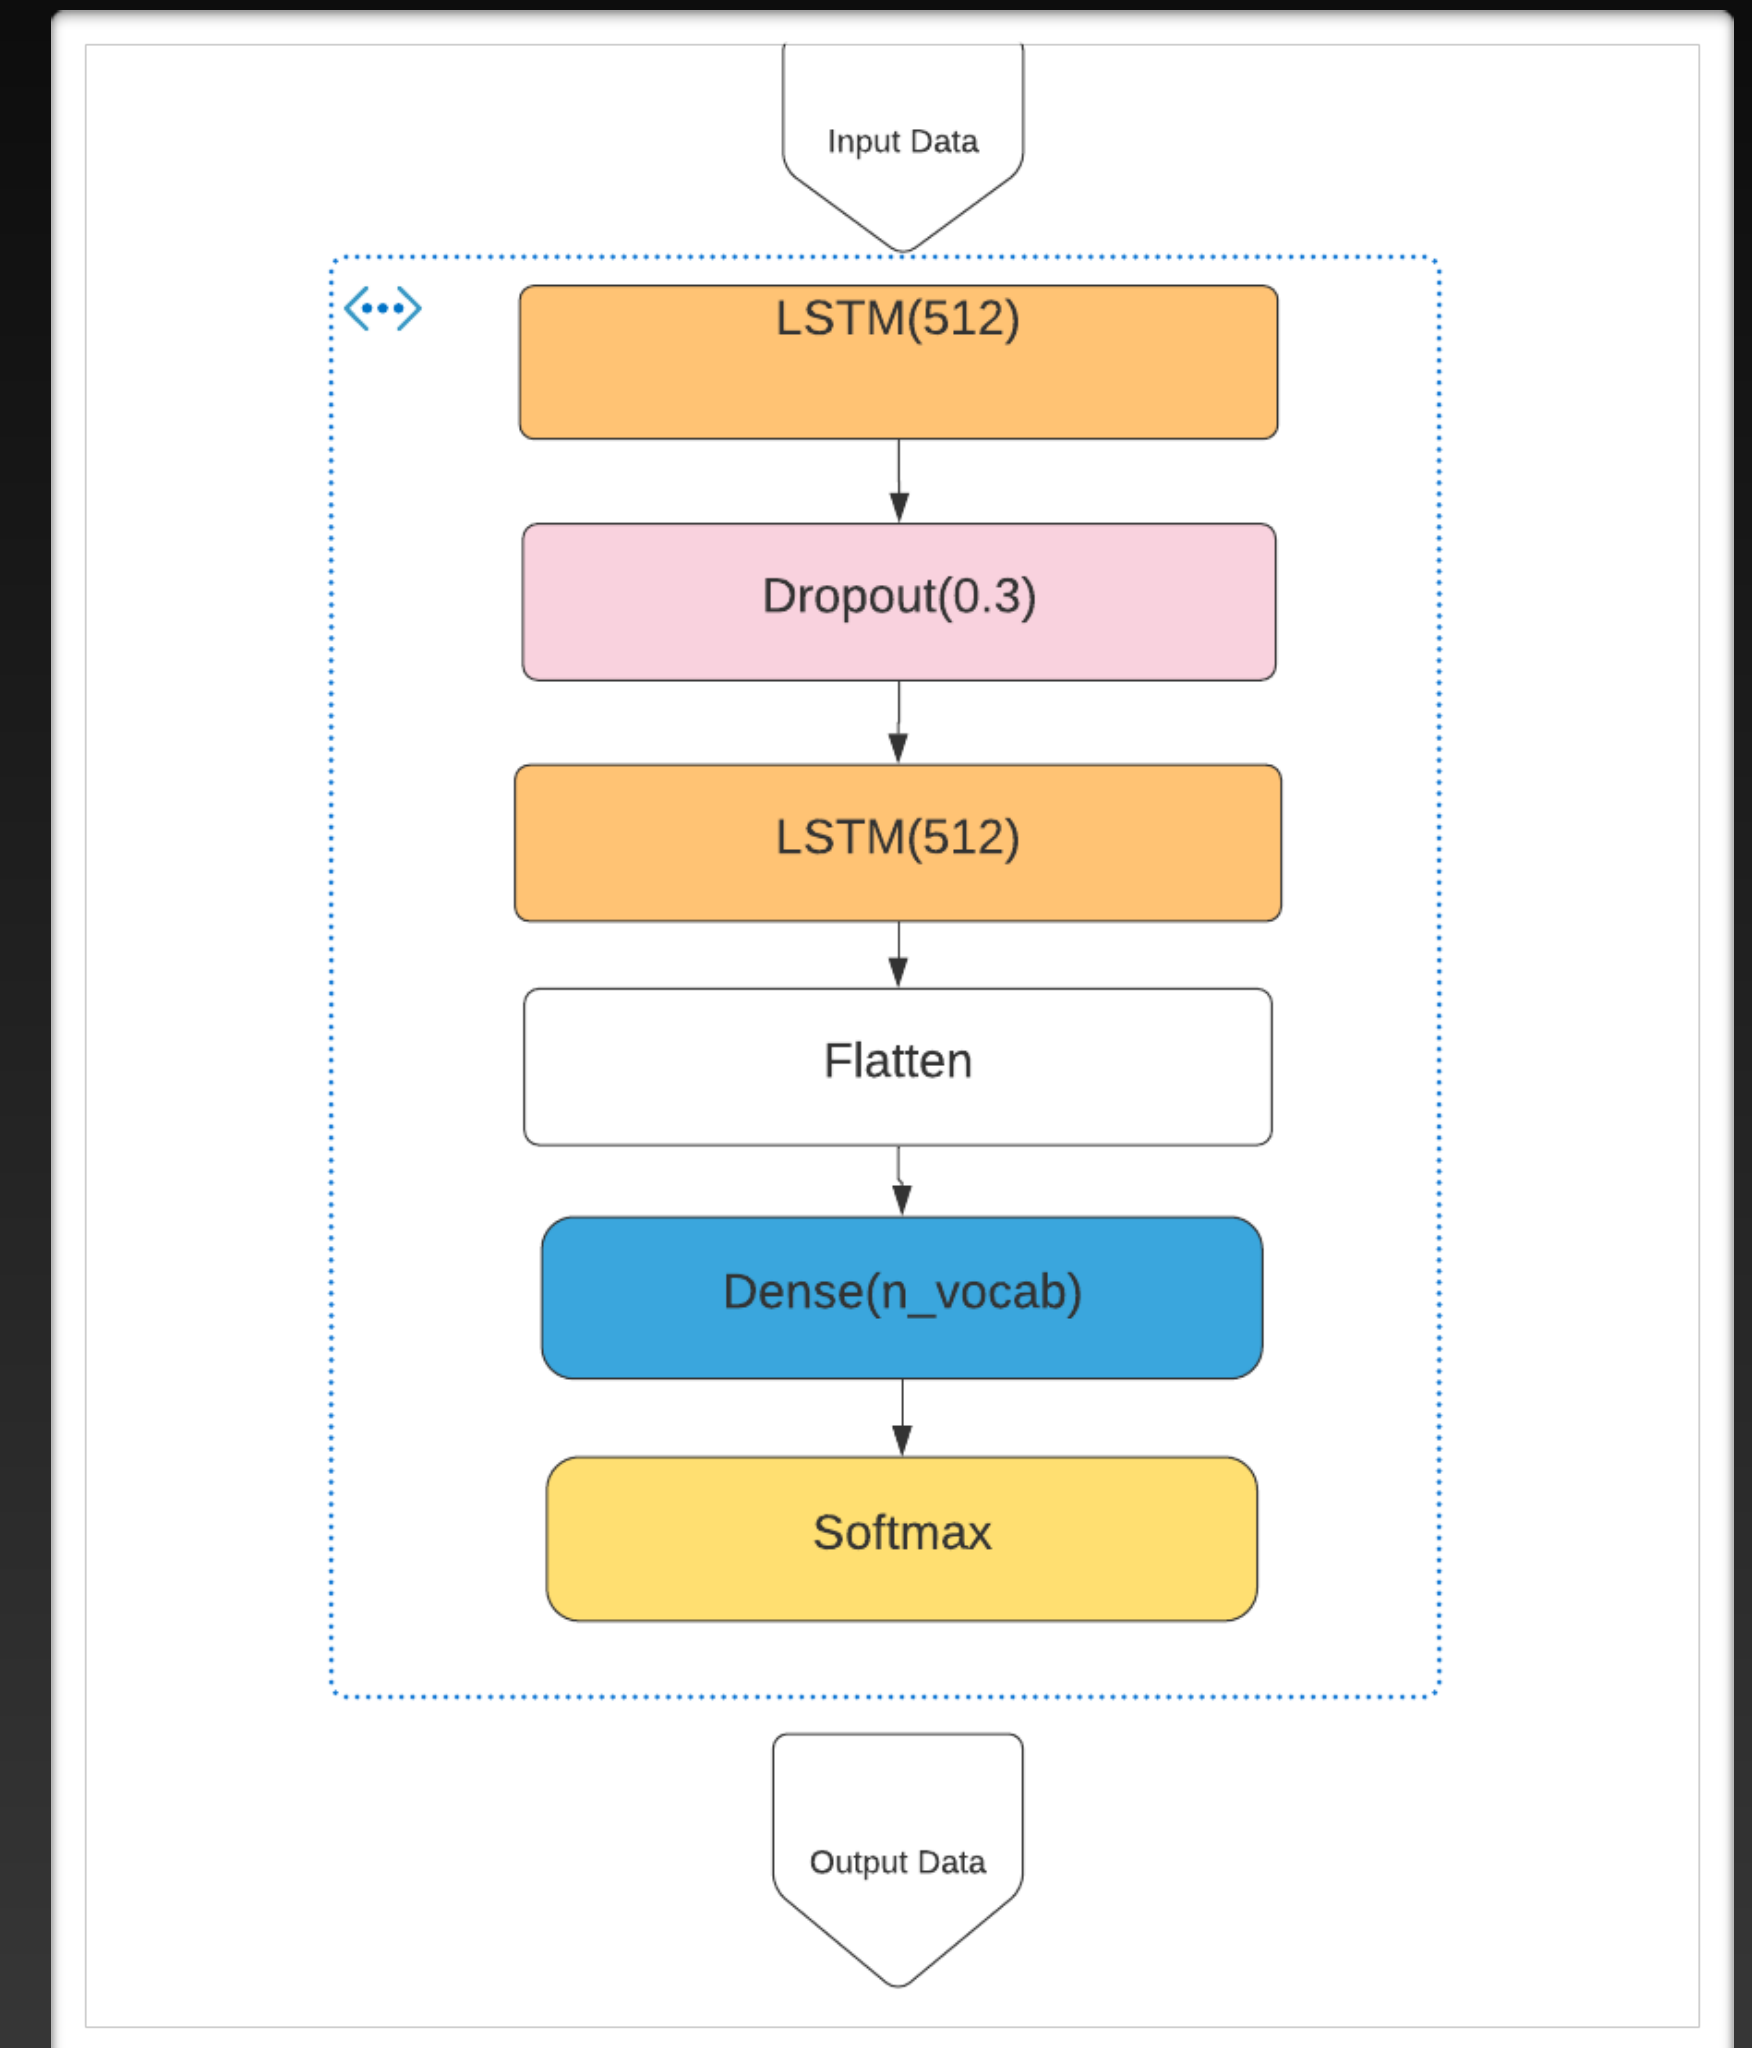 Input Data
LSTM(512)
Dropout(0.3)
LSTM(512)
Flatten
Dense(n_vocab)
Softmax
Output Data